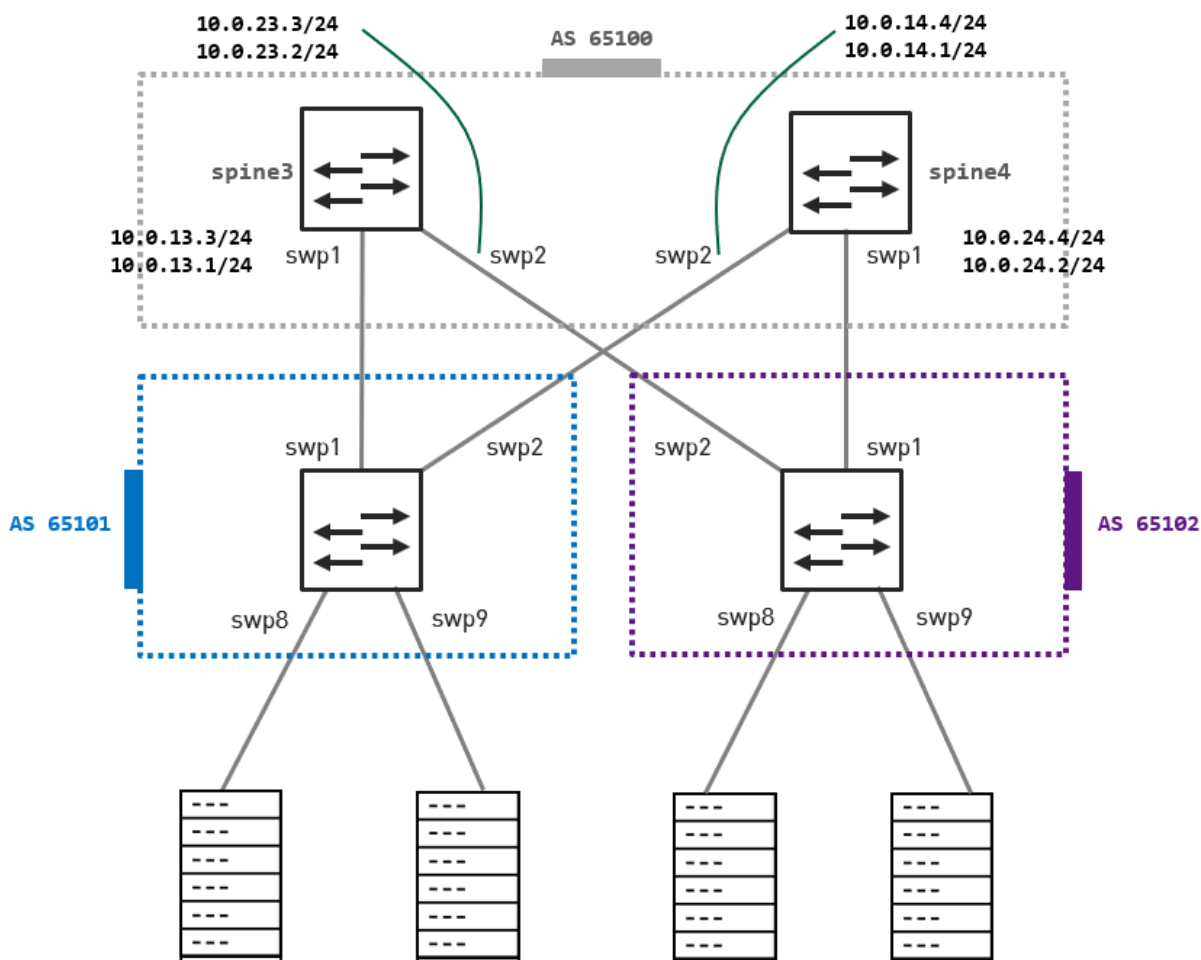 10.0.23.3/24
10.0.23.2/24
AS 65100
10.0.14.4/24
10.0.14.1/24
spine3
spine4
10.0.13.3/24
10.0.13.1/24
swp1
swp2
swp2
swp1
10.0.24.4/24
10.0.24.2/24
swp1
swp2
swp2
swp1
AS 65101
AS 65102
swp8
swp9
swp8
swp9